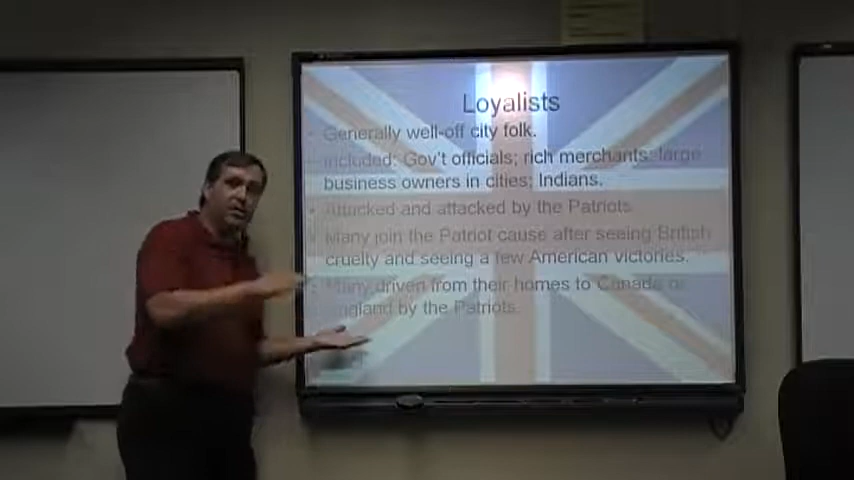 Loyalists
• Generally well-off city folk.
• Included: Gov't officials; rich merchants; large
business owners in cities; Indians.
• Attacked and attacked by the Patriots.
• Many join the Patriot cause after seeing British
cruelty and seeing a few American victories.
• Many driven from their homes to Canada or
England by the Patriots.